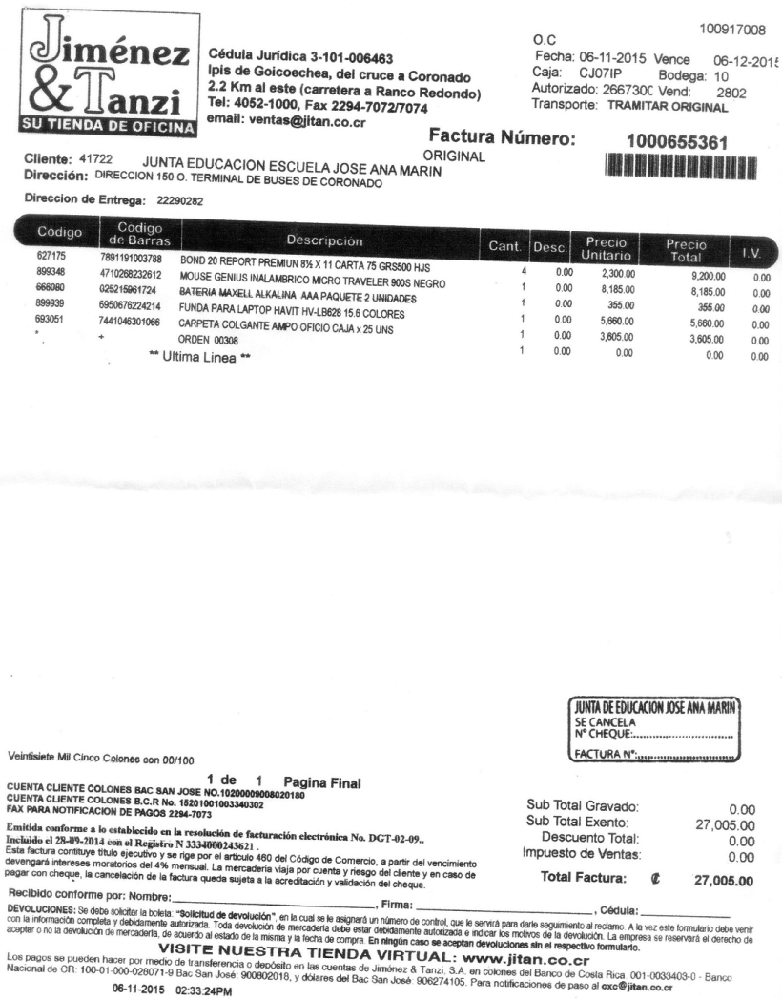 Jiménez
& Tanzi
SU TIENDA DE OFICINA
Cédula Jurídica 3-101-006463
Ipis de Goicoechea, del cruce a Coronado
2.2 Km al este (carretera a Ranco Redondo)
Tel: 4052-1000, Fax 2294-7072/7074
email: ventas@jitan.co.cr
100917008
O.C
Fecha: 06-11-2015 Vence 06-12-2015
Caja: CJ07IP Bodega: 10
Autorizado: 266730C Vend: 2802
Transporte: TRAMITAR ORIGINAL
Factura Número: 1000655361
ORIGINAL
Cliente: 41722 JUNTA EDUCACION ESCUELA JOSE ANA MARIN
Dirección: DIRECCION 150 O. TERMINAL DE BUSES DE CORONADO
Direccion de Entrega: 22290282
Código Codigo de Barras Descripción Cant. Desc. Precio Unitario Precio Total I.V.
627175 7891191003788 BOND 20 REPORT PREMIUN 8½ X 11 CARTA 75 GRS500 HJS 4 0.00 2,300.00 9,200.00 0.00
899348 4710268232612 MOUSE GENIUS INALAMBRICO MICRO TRAVELER 900S NEGRO 1 0.00 8,185.00 8,185.00 0.00
666080 025215961724 BATERIA MAXELL ALKALINA AAA PAQUETE 2 UNIDADES 1 0.00 355.00 355.00 0.00
899939 6950676224214 FUNDA PARA LAPTOP HAVIT HV-LB628 15.6 COLORES 1 0.00 5,660.00 5,660.00 0.00
693051 7441046301066 CARPETA COLGANTE AMPO OFICIO CAJA x 25 UNS 1 0.00 3,605.00 3,605.00 0.00
* + ORDEN 00308 1 0.00 0.00 0.00 0.00
** Ultima Linea **
JUNTA DE EDUCACION JOSE ANA MARIN
SE CANCELA
N° CHEQUE:..............................
FACTURA N°:.............................
Veintisiete Mil Cinco Colones con 00/100
1 de 1 Pagina Final
CUENTA CLIENTE COLONES BAC SAN JOSE NO.10200009008020180
CUENTA CLIENTE COLONES B.C.R No. 15201001003340302
FAX PARA NOTIFICACION DE PAGOS 2294-7073
Emitida conforme a lo establecido en la resolución de facturación electrónica No. DGT-02-09..
Incluido el 28-09-2014 con el Registro N 3334000243621 .
Esta factura contituye título ejecutivo y se rige por el articulo 460 del Código de Comercio, a partir del vencimiento
devengará intereses moratorios del 4% mensual. La mercadería viaja por cuenta y riesgo del cliente y en caso de
pagar con cheque, la cancelación de la factura queda sujeta a la acreditación y validación del cheque.
Sub Total Gravado: 0.00
Sub Total Exento: 27,005.00
Descuento Total: 0.00
Impuesto de Ventas: 0.00
Total Factura: ₡ 27,005.00
Recibido conforme por: Nombre:______________________, Firma:______________________, Cédula:______________
DEVOLUCIONES: Se debe solicitar la boleta: "Solicitud de devolución", en la cual se le asignará un número de control, que le servirá para darle seguimiento al reclamo. A la vez este formulario debe venir
con la información completa y debidamente autorizada. Toda devolución de mercadería debe estar debidamente autorizada e indicar los motivos de la devolución. La empresa se reservará el derecho de
aceptar o no la devolución de mercadería, de acuerdo al estado de la misma y la fecha de compra. En ningún caso se aceptan devoluciones sin el respectivo formulario.
VISITE NUESTRA TIENDA VIRTUAL: www.jitan.co.cr
Los pagos se pueden hacer por medio de transferencia o depósito en las cuentas de Jiménez & Tanzi, S.A. en colones del Banco de Costa Rica. 001-0033403-0 - Banco
Nacional de CR: 100-01-000-028071-9 Bac San José: 900802018, y dólares del Bac San José: 906274105. Para notificaciones de paso al cxc@jitan.co.cr
06-11-2015 02:33:24PM